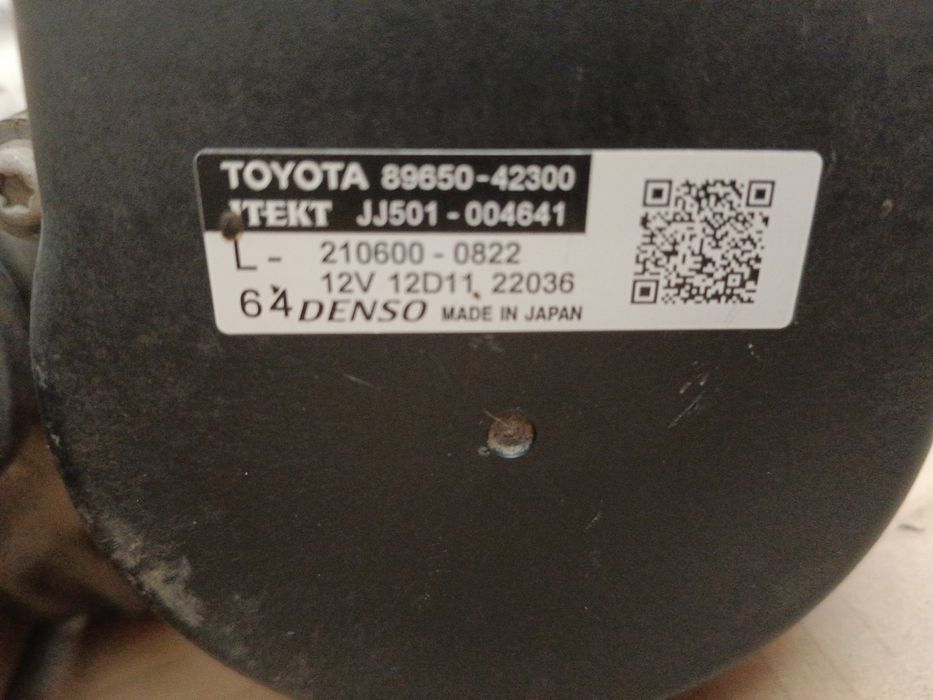 TOYOTA 89650-42300
JTEKT JJ501-004641
L- 210600-0822
12V 12D11 22036
64 DENSO MADE IN JAPAN